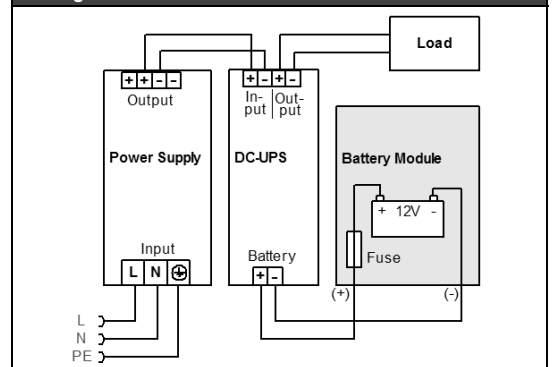 Load
+ + - -
Output
+ - + -
In-
put
Out-
put
Power Supply
DC-UPS
Battery Module
+ 12V -
Fuse
Input
L N
Battery
+ -
(+)
(-)
L
N
PE